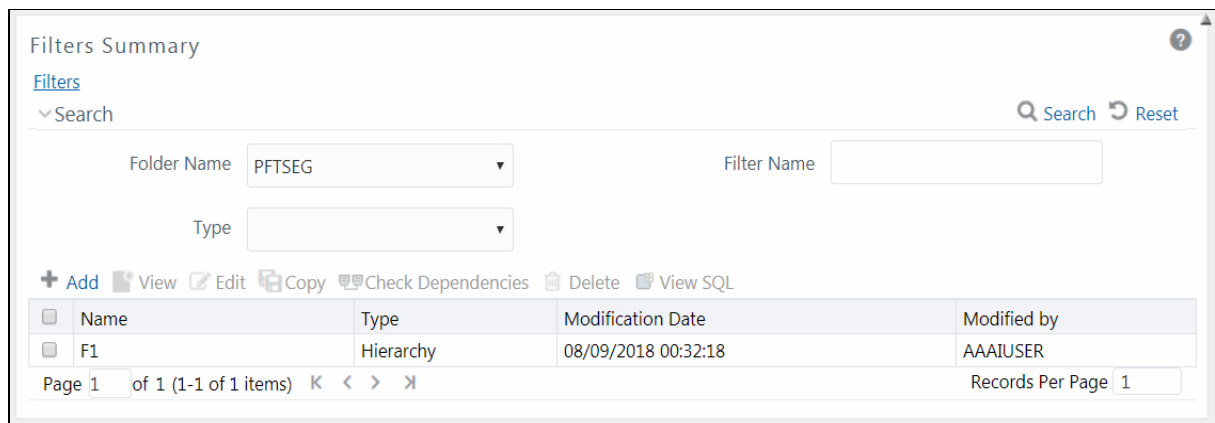 Filters Summary
Filters
Search
Search Reset
Folder Name PFTSEG Filter Name
Type
Add View Edit Copy Check Dependencies Delete View SQL
Name Type Modification Date Modified by
F1 Hierarchy 08/09/2018 00:32:18 AAAIUSER
Page 1 of 1 (1-1 of 1 items) Records Per Page 1